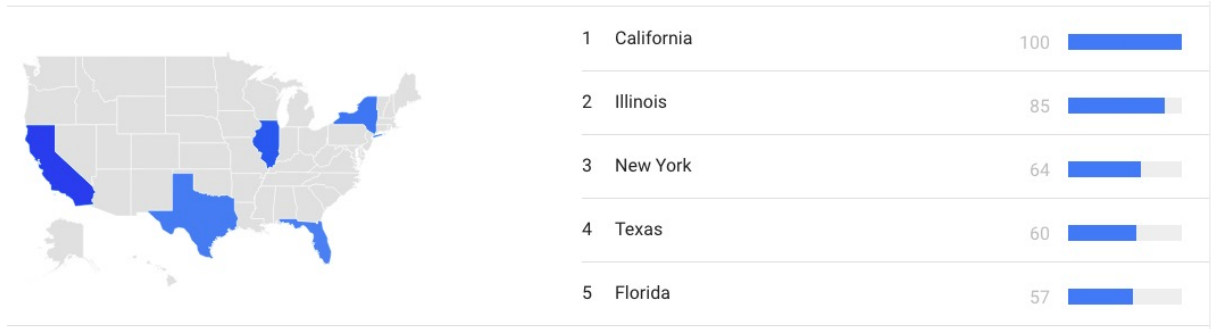 1 California 100
2 Illinois 85
3 New York 64
4 Texas 60
5 Florida 57